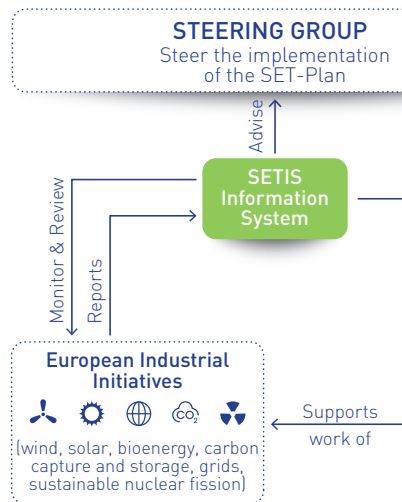 STEERING GROUP
Steer the implementation
of the SET-Plan
Advise
SETIS
Information
System
Monitor & Review
Reports
European Industrial
Initiatives
CO2
(wind, solar, bioenergy, carbon
capture and storage, grids,
sustainable nuclear fission)
Supports
work of